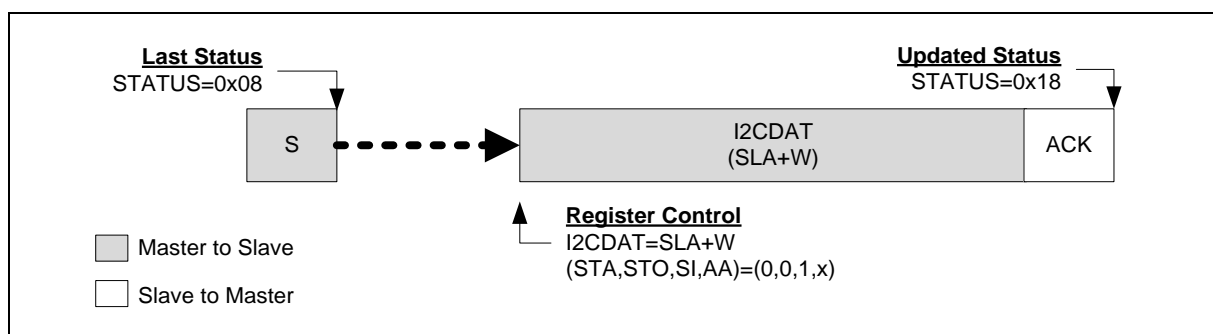 Last Status
STATUS=0x08
Updated Status
STATUS=0x18
S
I2CDAT
(SLA+W)
ACK
Register Control
I2CDAT=SLA+W
(STA,STO,SI,AA)=(0,0,1,x)
Master to Slave
Slave to Master